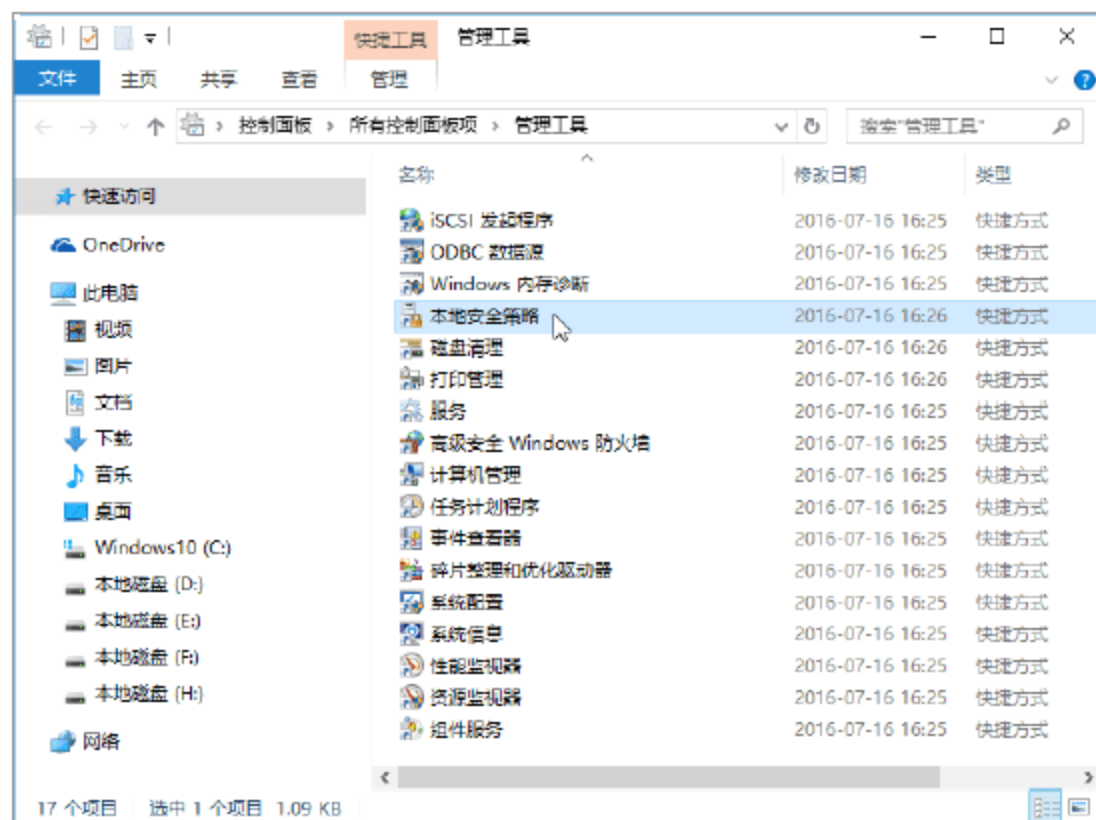 快捷工具 管理工具
文件 主页 共享 查看 管理
控制面板 › 所有控制面板项 › 管理工具 搜索"管理工具"
名称 修改日期 类型
快速访问
OneDrive
此电脑
视频
图片
文档
下载
音乐
桌面
Windows10 (C:)
本地磁盘 (D:)
本地磁盘 (E:)
本地磁盘 (F:)
本地磁盘 (H:)
网络
iSCSI 发起程序 2016-07-16 16:25 快捷方式
ODBC 数据源 2016-07-16 16:25 快捷方式
Windows 内存诊断 2016-07-16 16:25 快捷方式
本地安全策略 2016-07-16 16:26 快捷方式
磁盘清理 2016-07-16 16:26 快捷方式
打印管理 2016-07-16 16:26 快捷方式
服务 2016-07-16 16:25 快捷方式
高级安全 Windows 防火墙 2016-07-16 16:25 快捷方式
计算机管理 2016-07-16 16:25 快捷方式
任务计划程序 2016-07-16 16:25 快捷方式
事件查看器 2016-07-16 16:25 快捷方式
碎片整理和优化驱动器 2016-07-16 16:25 快捷方式
系统配置 2016-07-16 16:25 快捷方式
系统信息 2016-07-16 16:25 快捷方式
性能监视器 2016-07-16 16:25 快捷方式
资源监视器 2016-07-16 16:25 快捷方式
组件服务 2016-07-16 16:25 快捷方式
17 个项目 选中 1 个项目 1.09 KB